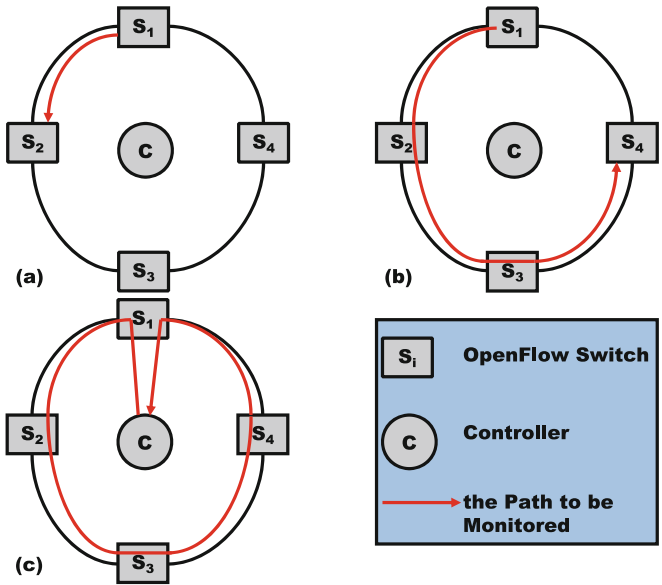 S1
S2
C
S4
S3
(a)
S1
S2
C
S4
S3
(b)
S1
S2
C
S4
S3
(c)
Si OpenFlow Switch
C Controller
the Path to be
Monitored